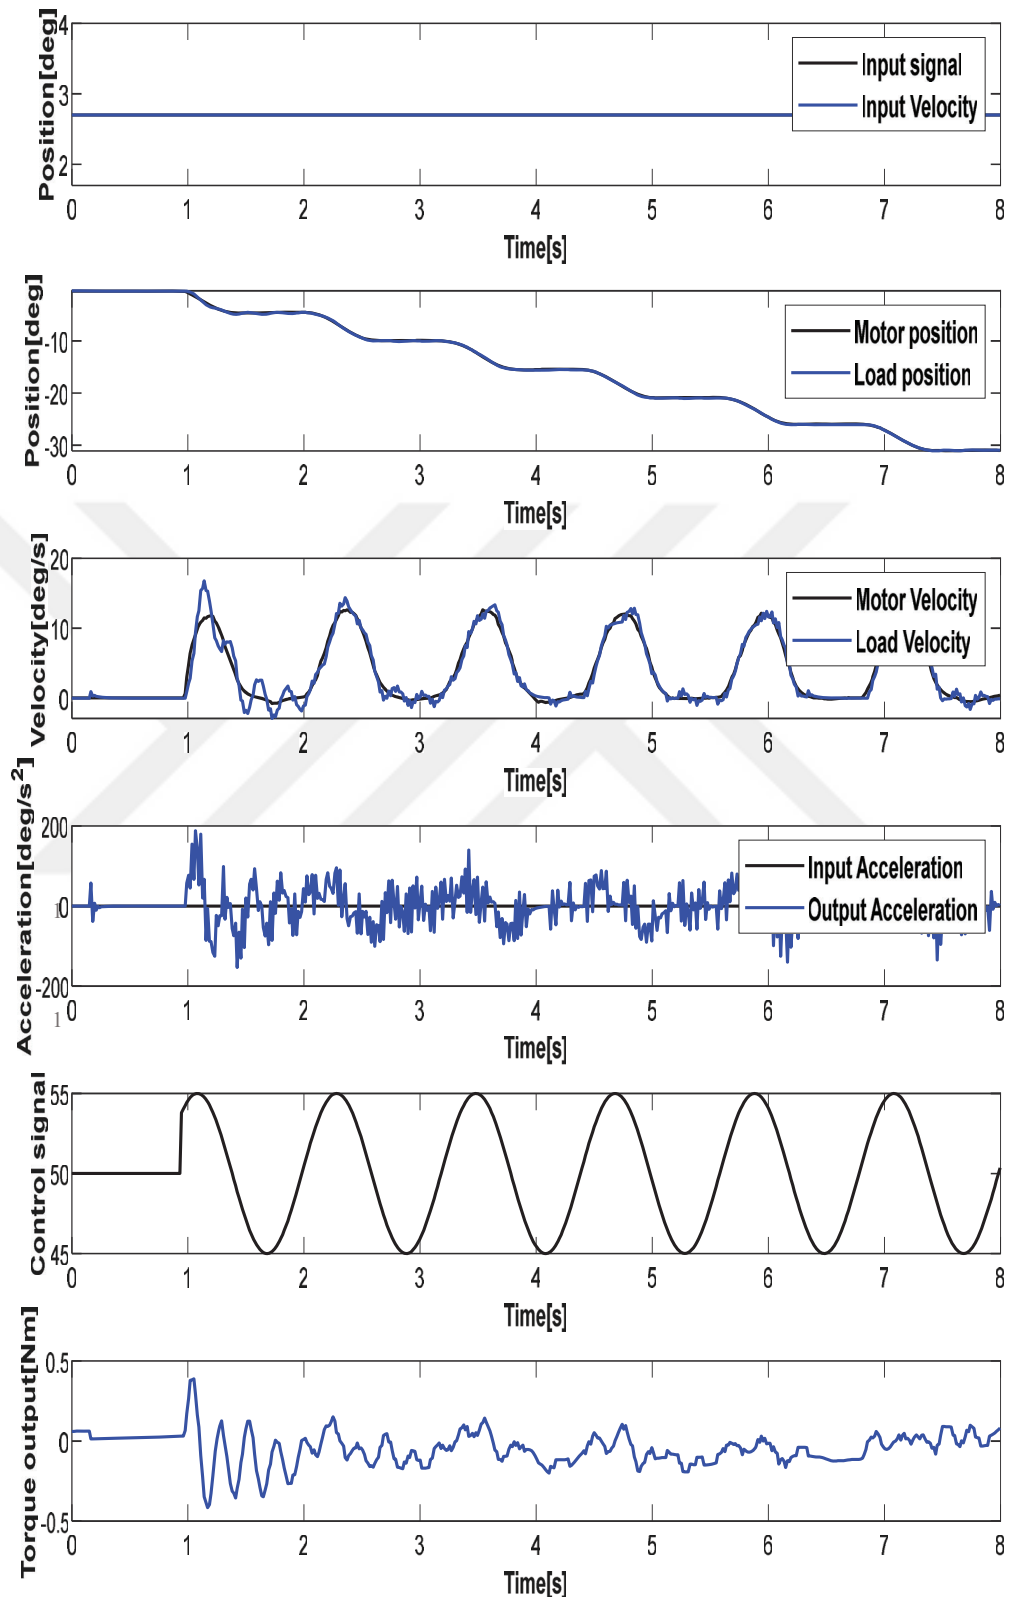 Position[deg]
4
3
2
Input signal
Input Velocity
0 1 2 3 4 5 6 7 8
Time[s]
Position[deg]
-10
-20
-30
Motor position
Load position
0 1 2 3 4 5 6 7 8
Time[s]
Velocity[deg/s]
20
10
0
Motor Velocity
Load Velocity
0 1 2 3 4 5 6 7 8
Time[s]
Acceleration[deg/s²]
200
0
-200
Input Acceleration
Output Acceleration
0 1 2 3 4 5 6 7 8
1
Time[s]
Control signal
55
50
45
0 1 2 3 4 5 6 7 8
Time[s]
Torque output[Nm]
0.5
0
-0.5
0 1 2 3 4 5 6 7 8
Time[s]